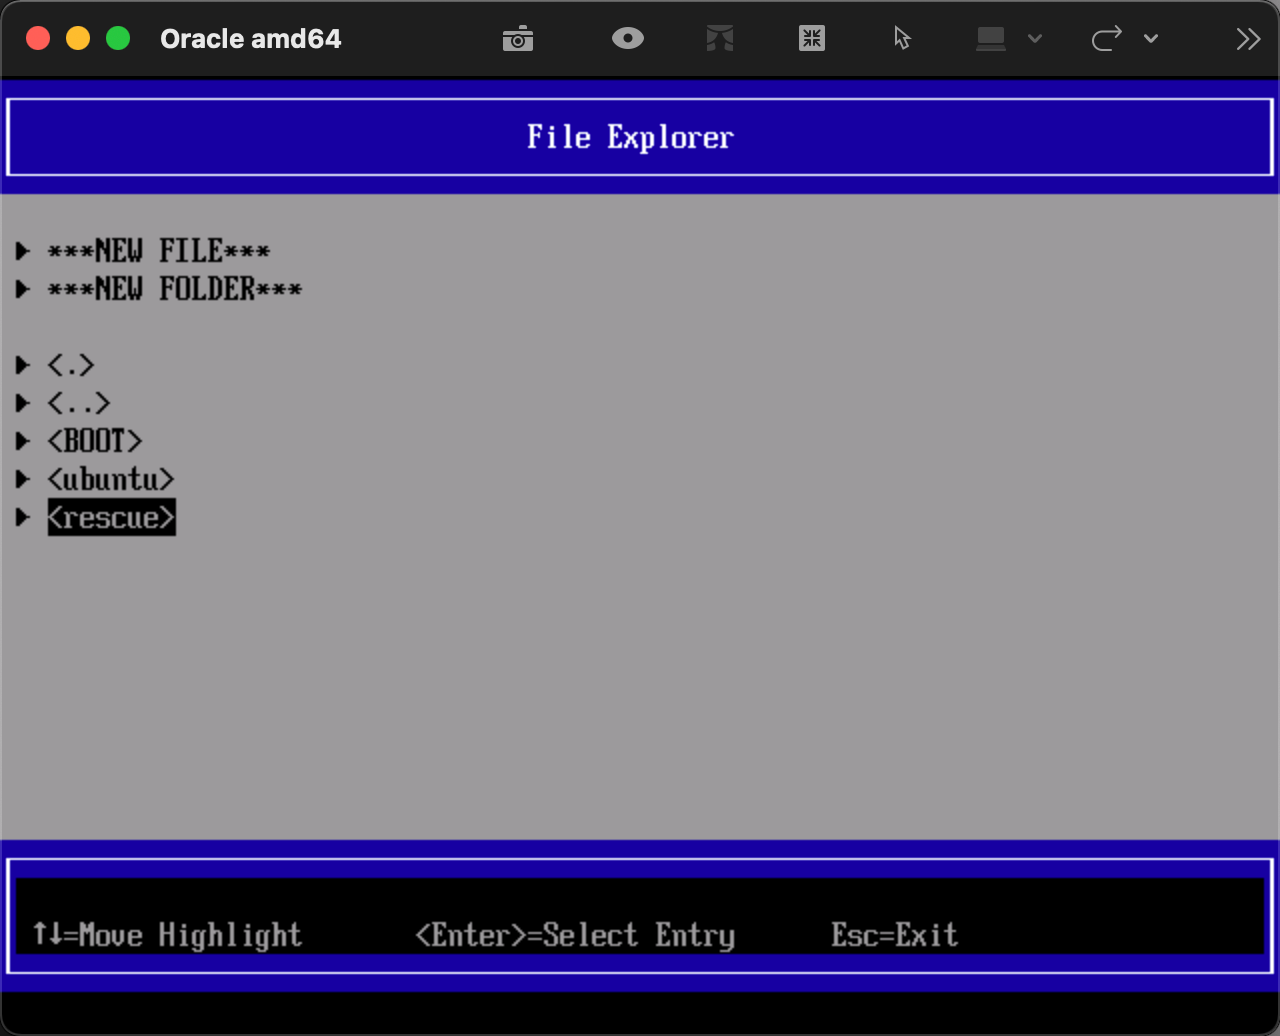 Oracle amd64
File Explorer
***NEW FILE***
***NEW FOLDER***
<.>
<..>
<BOOT>
<ubuntu>
<rescue>
↑↓=Move Highlight <Enter>=Select Entry Esc=Exit